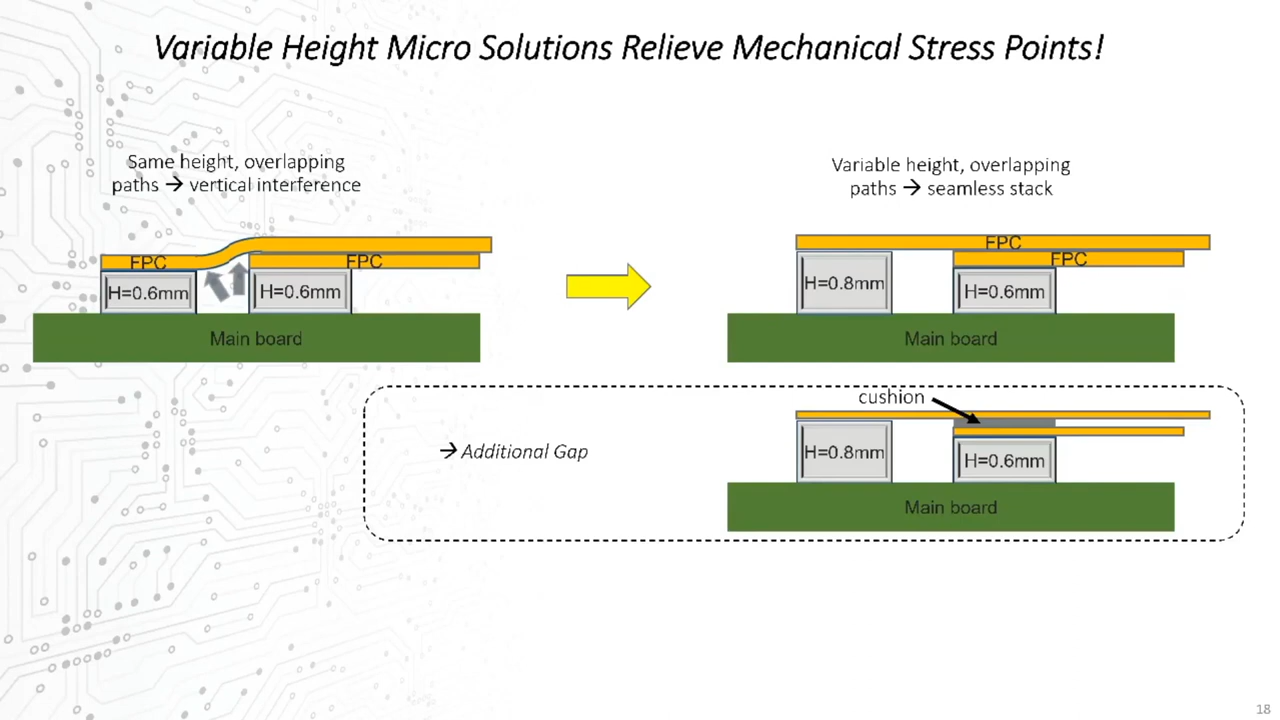 Variable Height Micro Solutions Relieve Mechanical Stress Points!
Same height, overlapping
paths → vertical interference
FPC
FPC
H=0.6mm
H=0.6mm
Main board
Variable height, overlapping
paths → seamless stack
FPC
FPC
H=0.8mm
H=0.6mm
Main board
→ Additional Gap
cushion
H=0.8mm
H=0.6mm
Main board
18